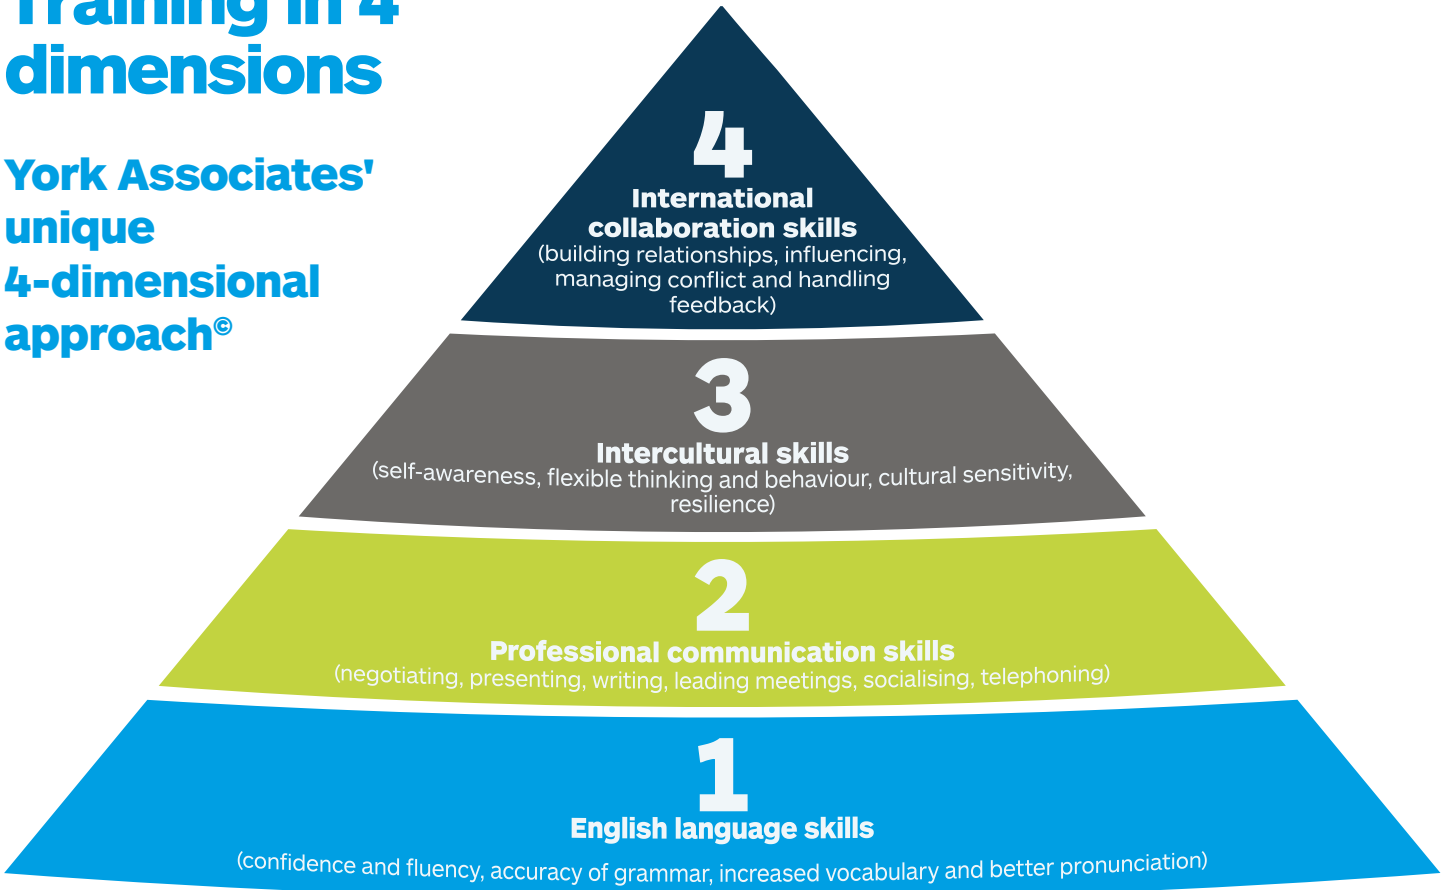 Training in 4
dimensions
York Associates'
unique
4-dimensional
approach©
4
International
collaboration skills
(building relationships, influencing,
managing conflict and handling
feedback)
3
Intercultural skills
(self-awareness, flexible thinking and behaviour, cultural sensitivity,
resilience)
2
Professional communication skills
(negotiating, presenting, writing, leading meetings, socialising, telephoning)
1
English language skills
(confidence and fluency, accuracy of grammar, increased vocabulary and better pronunciation)